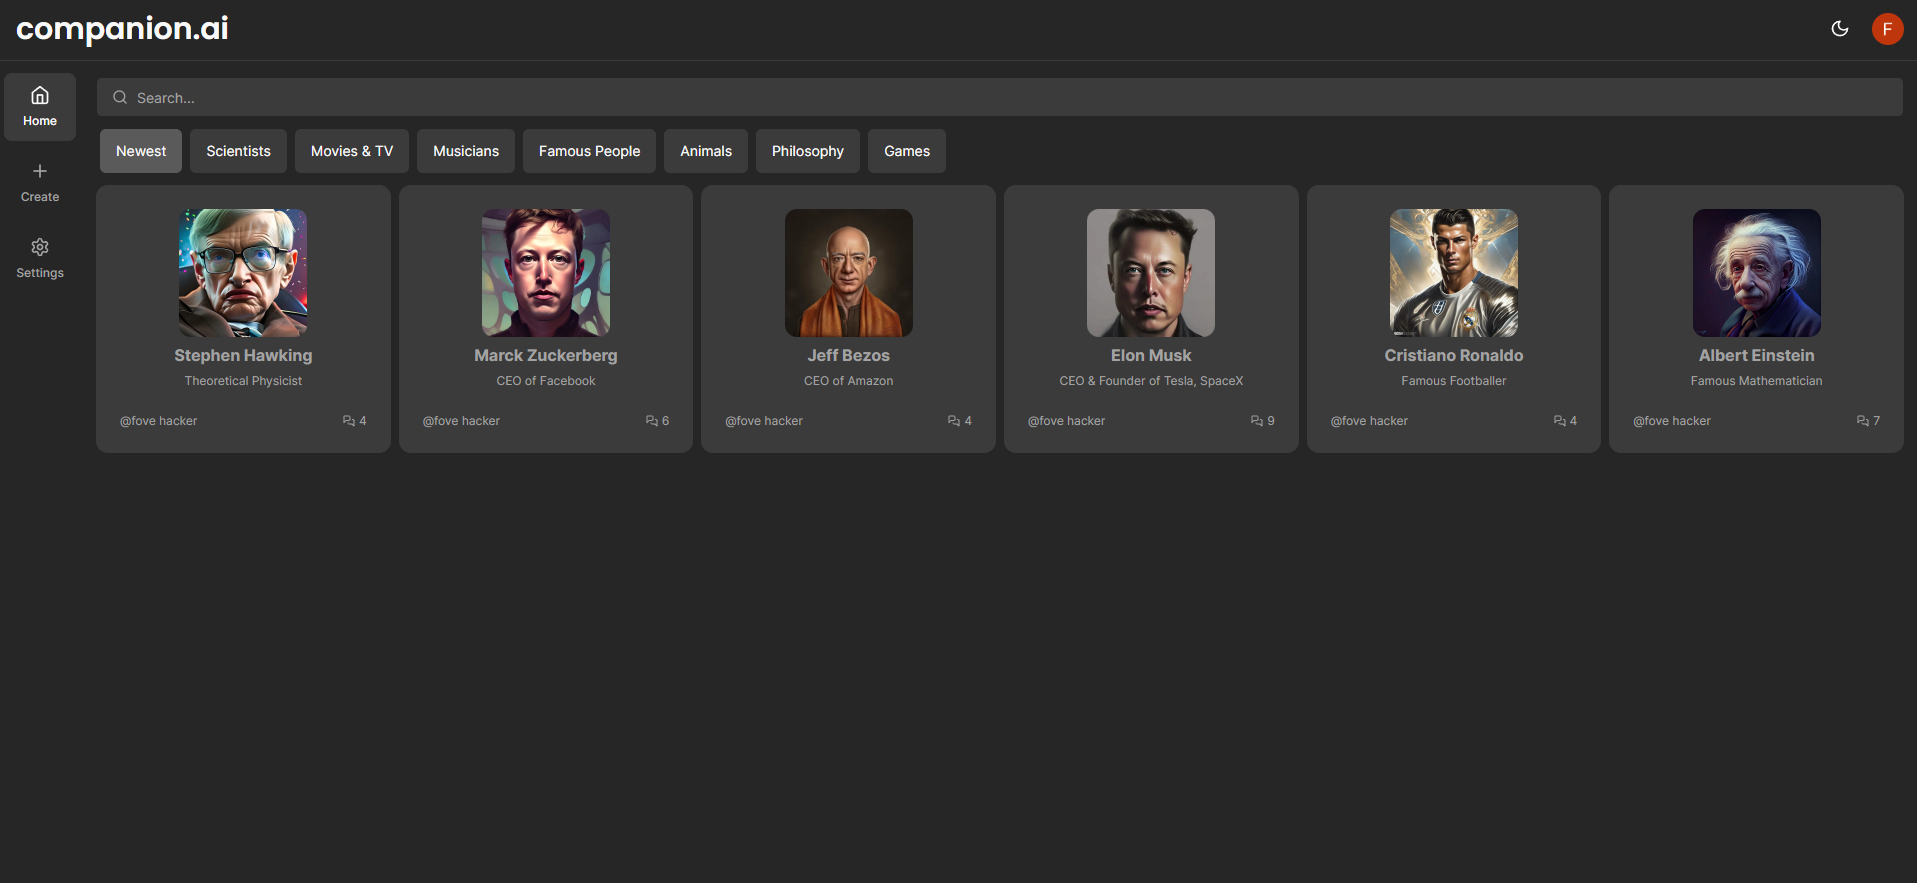 companion.ai
F
Home
Create
Settings
Search...
Newest
Scientists
Movies & TV
Musicians
Famous People
Animals
Philosophy
Games
Stephen Hawking
Theoretical Physicist
@fove hacker
4
Marck Zuckerberg
CEO of Facebook
@fove hacker
6
Jeff Bezos
CEO of Amazon
@fove hacker
4
Elon Musk
CEO & Founder of Tesla, SpaceX
@fove hacker
9
Cristiano Ronaldo
Famous Footballer
@fove hacker
4
Albert Einstein
Famous Mathematician
@fove hacker
7